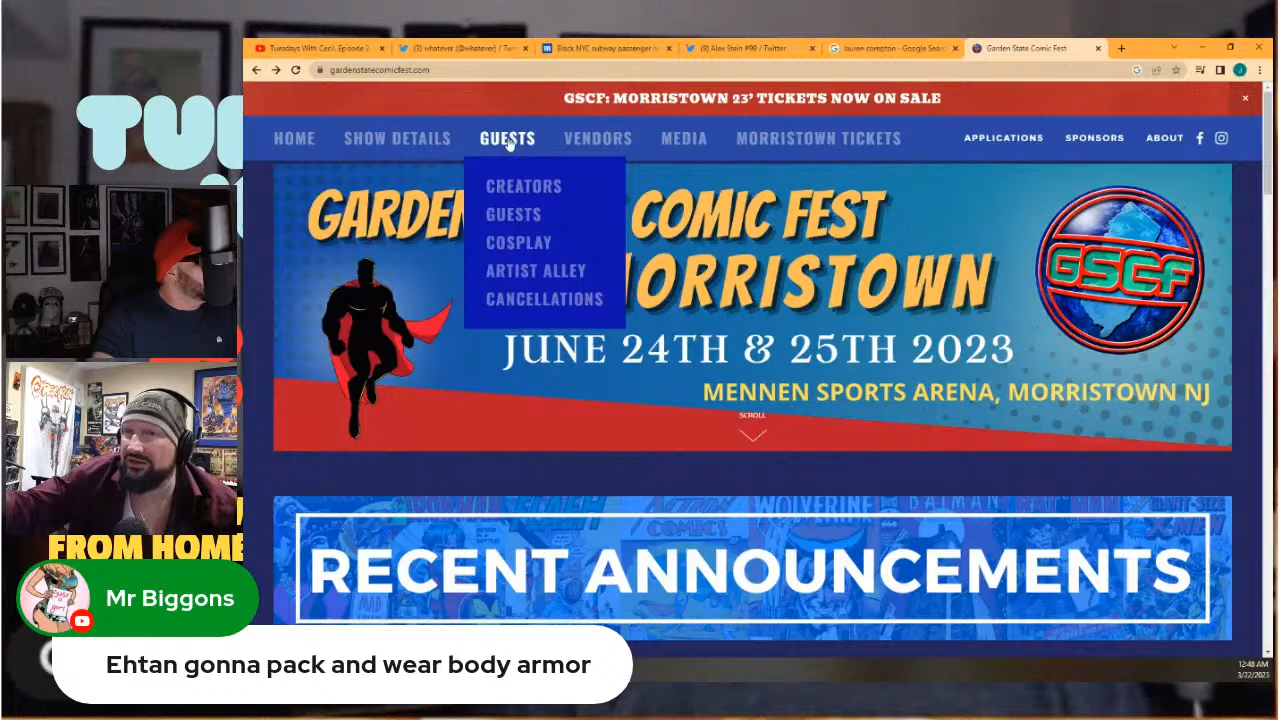 Tuesdays With Cecil Episode 2
(3) whatever (@whatever) / Tw
Black NYC subway passenger h
(9) Alex Stein #99 / Twitter
lauren compton - Google Searc
Garden State Comic Fest
gardenstatecomicfest.com
GSCF: MORRISTOWN 23' TICKETS NOW ON SALE
HOME
SHOW DETAILS
GUESTS
VENDORS
MEDIA
MORRISTOWN TICKETS
APPLICATIONS
SPONSORS
ABOUT
CREATORS
GUESTS
COSPLAY
ARTIST ALLEY
CANCELLATIONS
GARDEN COMIC FEST
MORRISTOWN
GSCF
JUNE 24TH & 25TH 2023
MENNEN SPORTS ARENA, MORRISTOWN NJ
SCROLL
RECENT ANNOUNCEMENTS
TU
FROM HOME
Mr Biggons
Ehtan gonna pack and wear body armor
12:48 AM
3/22/2023